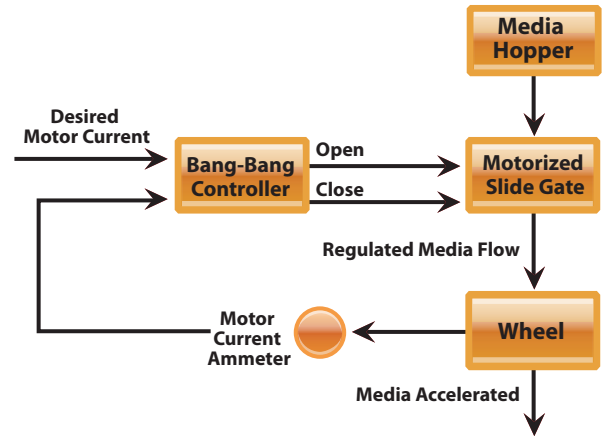 Media
Hopper
Desired
Motor Current
Bang-Bang
Controller
Open
Close
Motorized
Slide Gate
Regulated Media Flow
Motor
Current
Ammeter
Wheel
Media Accelerated